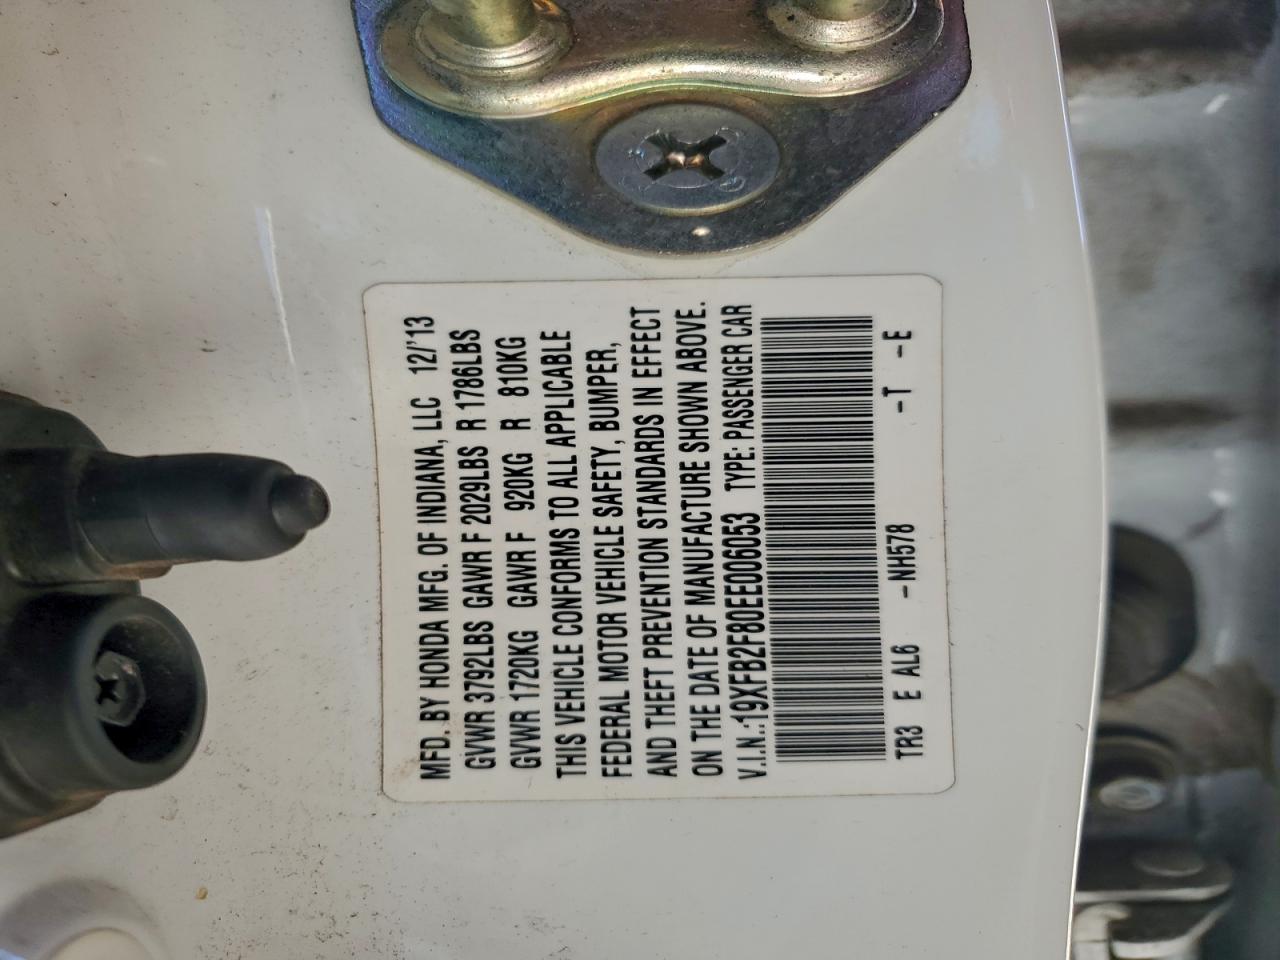 MFD. BY HONDA MFG. OF INDIANA, LLC 12/'13
GVWR 3792LBS GAWR F 2029LBS R 1786LBS
GVWR 1720KG GAWR F 920KG R 810KG
THIS VEHICLE CONFORMS TO ALL APPLICABLE
FEDERAL MOTOR VEHICLE SAFETY, BUMPER,
AND THEFT PREVENTION STANDARDS IN EFFECT
ON THE DATE OF MANUFACTURE SHOWN ABOVE.
V.I.N.:19XFB2F80EE006053 TYPE: PASSENGER CAR
TR3 E AL6 -NH578 -T -E